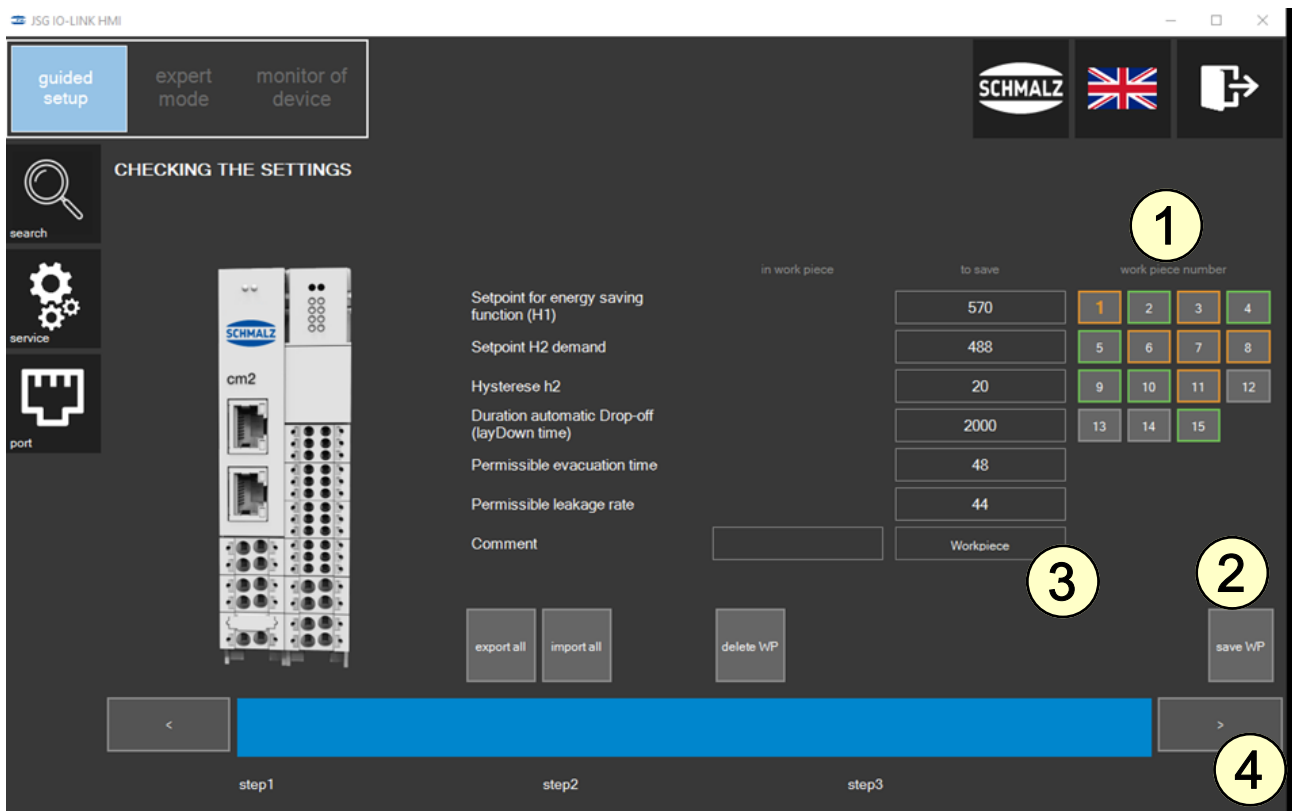 JSG IO-LINK HMI
guided
setup
expert
mode
monitor of
device
SCHMALZ
search
CHECKING THE SETTINGS
1
service
port
SCHMALZ
cm2
in work piece
to save
work piece number
Setpoint for energy saving
function (H1)
570
1 2 3 4
Setpoint H2 demand
488
5 6 7 8
Hysterese h2
20
9 10 11 12
Duration automatic Drop-off
(layDown time)
2000
13 14 15
Permissible evacuation time
48
Permissible leakage rate
44
Comment
Workpiece
3
2
export all
import all
delete WP
save WP
<
>
4
step1
step2
step3